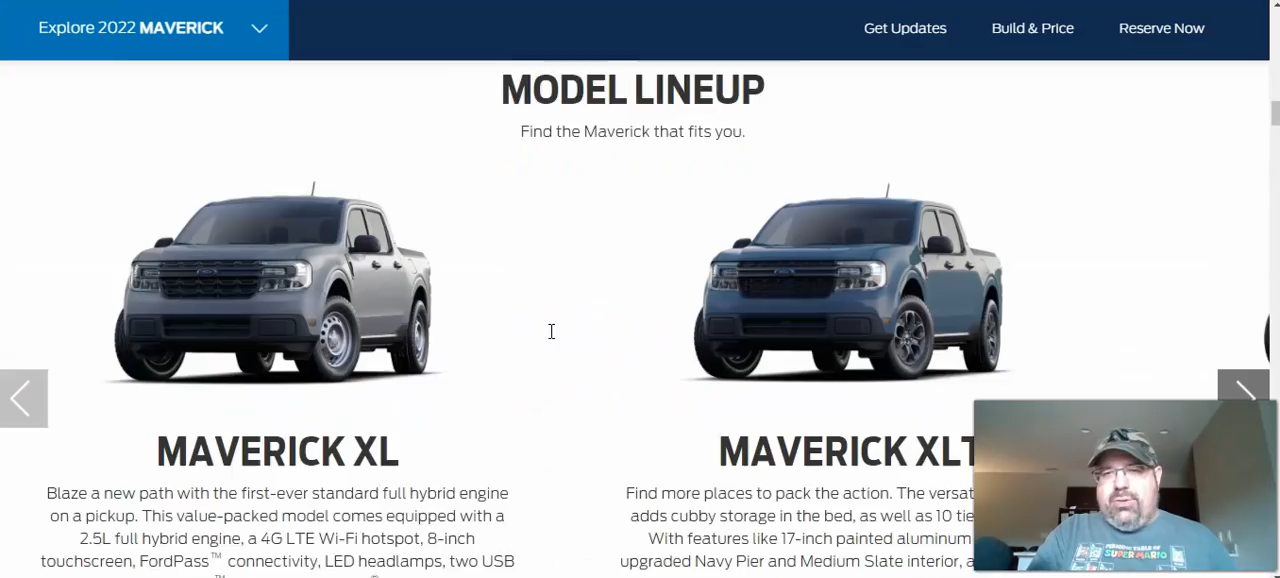 Explore 2022 MAVERICK
Get Updates
Build & Price
Reserve Now
MODEL LINEUP
Find the Maverick that fits you.
MAVERICK XL
Blaze a new path with the first-ever standard full hybrid engine
on a pickup. This value-packed model comes equipped with a
2.5L full hybrid engine, a 4G LTE Wi-Fi hotspot, 8-inch
touchscreen, FordPass™ connectivity, LED headlamps, two USB
MAVERICK XLT
Find more places to pack the action. The
adds cubby storage in the bed, as well as 10
With features like 17-inch painted aluminum
upgraded Navy Pier and Medium Slate interior,
PERIODIC TABLE OF
SUPER MARIO